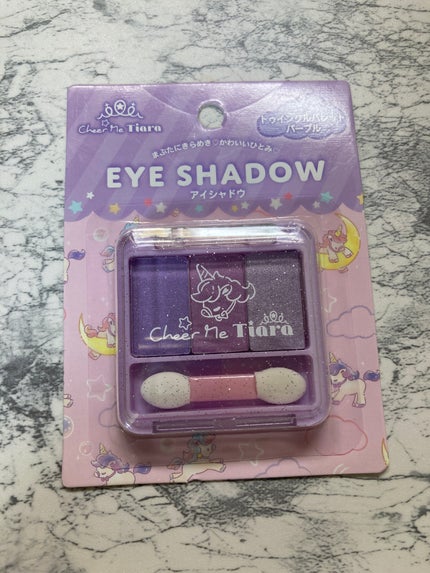 Cheer Me Tiara
トゥインクルパレット
パープル
まぶたにきらめき♡かわいいひとみ♡
EYE SHADOW
アイシャドウ
Cheer Me Tiara